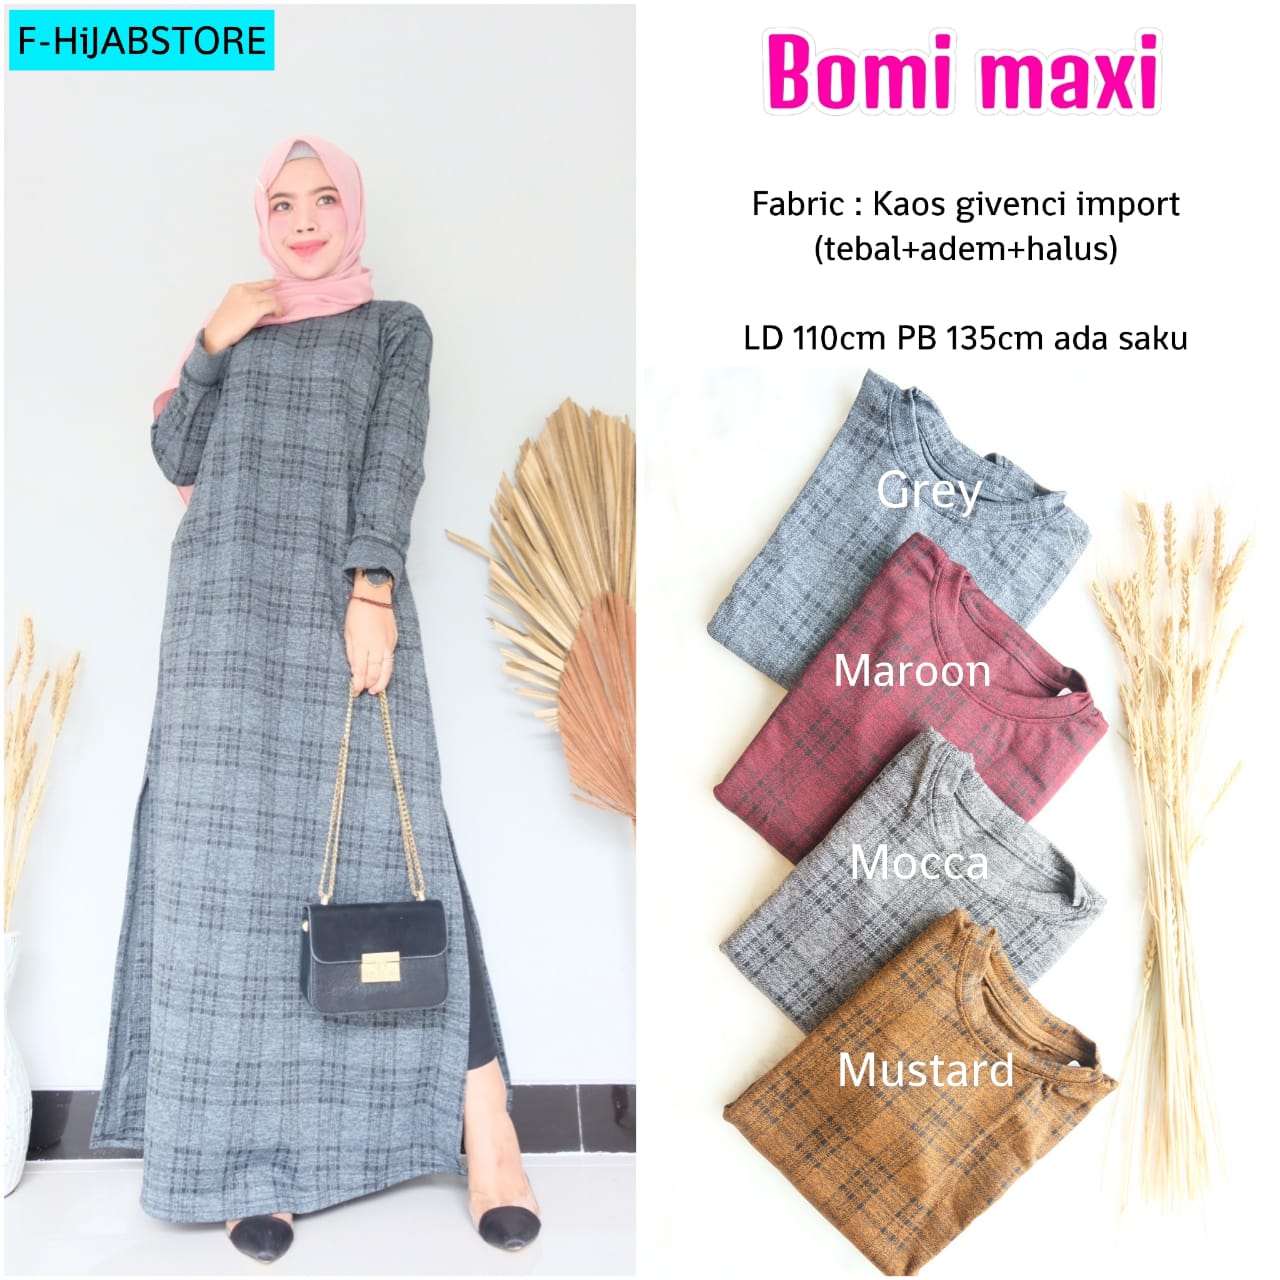 F-HiJABSTORE
Bomi maxi
Fabric : Kaos givenci import
(tebal+adem+halus)
LD 110cm PB 135cm ada saku
Grey
Maroon
Mocca
Mustard